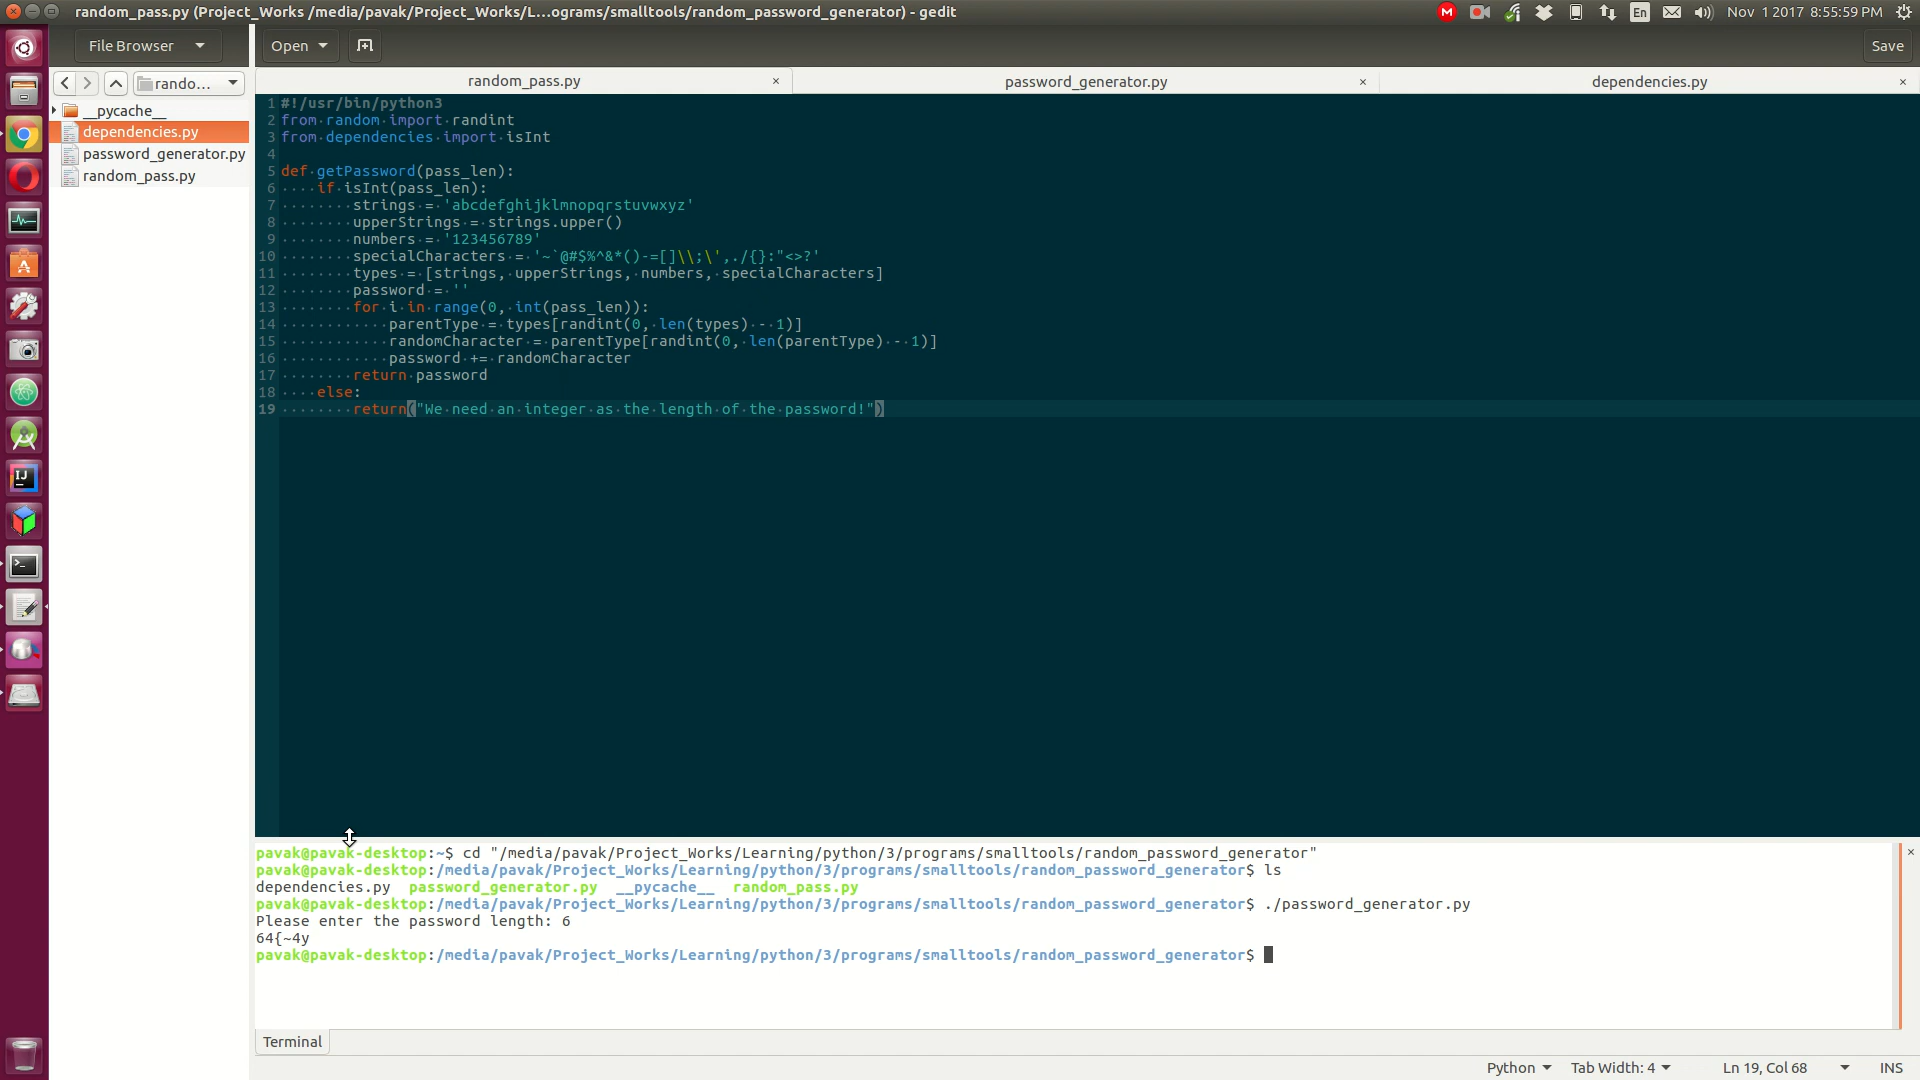 random_pass.py (Project_Works /media/pavak/Project_Works/L...ograms/smalltools/random_password_generator) - gedit
M
En
Nov 1 2017 8:55:59 PM
File Browser
Open
Save
rando...
random_pass.py
password_generator.py
dependencies.py
__pycache__
dependencies.py
password_generator.py
random_pass.py
1 #!/usr/bin/python3
2 from·random·import·randint
3 from·dependencies·import·isInt
4
5 def·getPassword(pass_len):
6 ····if·isInt(pass_len):
7 ········strings·=·'abcdefghijklmnopqrstuvwxyz'
8 ········upperStrings·=·strings.upper()
9 ········numbers·=·'123456789'
10 ········specialCharacters·=·'~`@#$%^&*()-=[]\\;\',./{}:"<>?'
11 ········types·=·[strings,·upperStrings,·numbers,·specialCharacters]
12 ········password·=·''
13 ········for·i·in·range(0,·int(pass_len)):
14 ············parentType·=·types[randint(0,·len(types)·-·1)]
15 ············randomCharacter·=·parentType[randint(0,·len(parentType)·-·1)]
16 ············password·+=·randomCharacter
17 ········return·password
18 ····else:
19 ········return("We·need·an·integer·as·the·length·of·the·password!")
IJ
pavak@pavak-desktop:~$ cd "/media/pavak/Project_Works/Learning/python/3/programs/smalltools/random_password_generator"
pavak@pavak-desktop:/media/pavak/Project_Works/Learning/python/3/programs/smalltools/random_password_generator$ ls
dependencies.py password_generator.py __pycache__ random_pass.py
pavak@pavak-desktop:/media/pavak/Project_Works/Learning/python/3/programs/smalltools/random_password_generator$ ./password_generator.py
Please enter the password length: 6
64{~4y
pavak@pavak-desktop:/media/pavak/Project_Works/Learning/python/3/programs/smalltools/random_password_generator$
Terminal
Python
Tab Width: 4
Ln 19, Col 68
INS